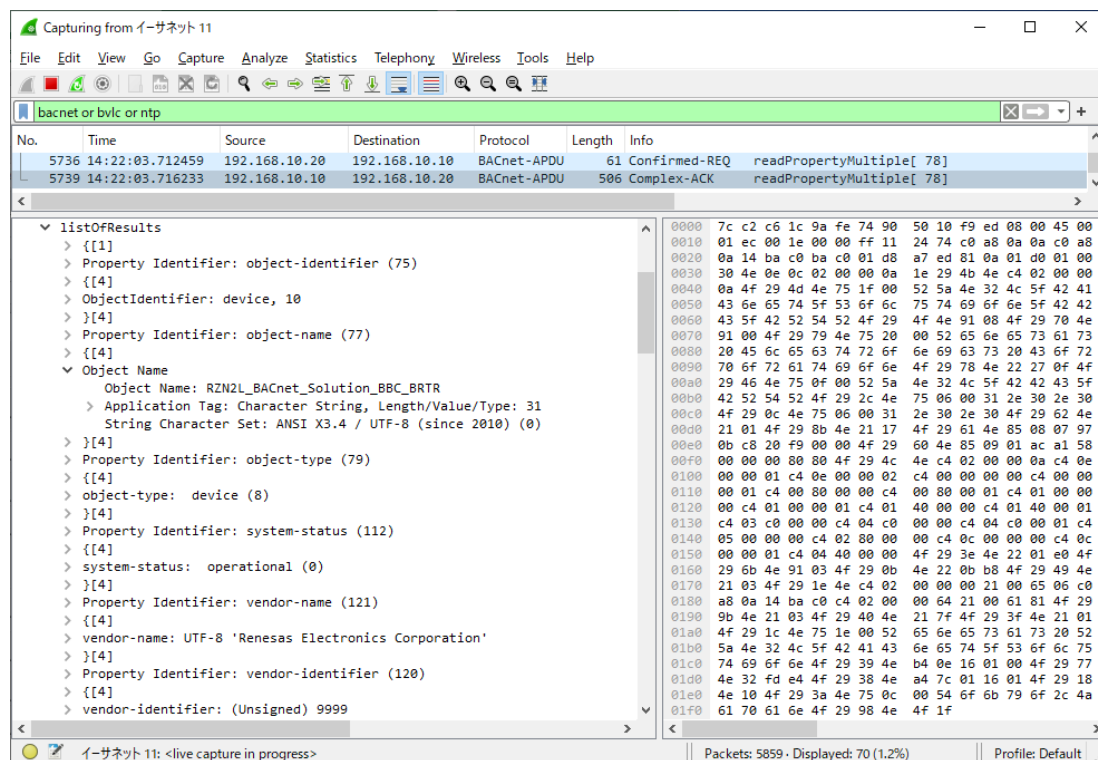 Capturing from イーサネット 11
File Edit View Go Capture Analyze Statistics Telephony Wireless Tools Help
bacnet or bvlc or ntp
No. Time Source Destination Protocol Length Info
5736 14:22:03.712459 192.168.10.20 192.168.10.10 BACnet-APDU 61 Confirmed-REQ readPropertyMultiple[ 78]
5739 14:22:03.716233 192.168.10.10 192.168.10.20 BACnet-APDU 506 Complex-ACK readPropertyMultiple[ 78]
listOfResults
{[1]
Property Identifier: object-identifier (75)
{[4]
ObjectIdentifier: device, 10
}[4]
Property Identifier: object-name (77)
{[4]
Object Name
Object Name: RZN2L_BACnet_Solution_BBC_BRTR
Application Tag: Character String, Length/Value/Type: 31
String Character Set: ANSI X3.4 / UTF-8 (since 2010) (0)
}[4]
Property Identifier: object-type (79)
{[4]
object-type: device (8)
}[4]
Property Identifier: system-status (112)
{[4]
system-status: operational (0)
}[4]
Property Identifier: vendor-name (121)
{[4]
vendor-name: UTF-8 'Renesas Electronics Corporation'
}[4]
Property Identifier: vendor-identifier (120)
{[4]
vendor-identifier: (Unsigned) 9999
0000 7c c2 c6 1c 9a fe 74 90 50 10 f9 ed 08 00 45 00
0010 01 ec 00 1e 00 00 ff 11 24 74 c0 a8 0a 0a c0 a8
0020 0a 14 ba c0 ba c0 01 d8 a7 ed 81 0a 01 d0 01 00
0030 30 4e 0e 0c 02 00 00 0a 1e 29 4b 4e c4 02 00 00
0040 0a 4f 29 4d 4e 75 1f 00 52 5a 4e 32 4c 5f 42 41
0050 43 6e 65 74 5f 53 6f 6c 75 74 69 6f 6e 5f 42 42
0060 43 5f 42 52 54 52 4f 29 4f 4e 91 08 4f 29 70 4e
0070 91 00 4f 29 79 4e 75 20 00 52 65 6e 65 73 61 73
0080 20 45 6c 65 63 74 72 6f 6e 69 63 73 20 43 6f 72
0090 70 6f 72 61 74 69 6f 6e 4f 29 78 4e 22 27 0f 4f
00a0 29 46 4e 75 0f 00 52 5a 4e 32 4c 5f 42 42 43 5f
00b0 42 52 54 52 4f 29 2c 4e 75 06 00 31 2e 30 2e 30
00c0 4f 29 0c 4e 75 06 00 31 2e 30 2e 30 4f 29 62 4e
00d0 21 01 4f 29 8b 4e 21 17 4f 29 61 4e 85 08 07 97
00e0 0b c8 20 f9 00 00 4f 29 60 4e 85 09 01 ac a1 58
00f0 00 00 00 80 80 4f 29 4c 4e c4 02 00 00 0a c4 0e
0100 00 00 01 c4 0e 00 00 02 c4 00 00 00 00 c4 00 00
0110 00 01 c4 00 80 00 00 c4 00 80 00 01 c4 01 00 00
0120 00 c4 01 00 00 01 c4 01 40 00 00 c4 01 40 00 01
0130 c4 03 c0 00 00 c4 04 c0 00 00 c4 04 c0 00 01 c4
0140 05 00 00 00 c4 02 80 00 00 c4 0c 00 00 00 c4 0c
0150 00 00 01 c4 04 40 00 00 4f 29 3e 4e 22 01 e0 4f
0160 29 6b 4e 91 03 4f 29 0b 4e 22 0b b8 4f 29 49 4e
0170 21 03 4f 29 1e 4e c4 02 00 00 00 21 00 65 06 c0
0180 a8 0a 14 ba c0 c4 02 00 00 64 21 00 61 81 4f 29
0190 9b 4e 21 03 4f 29 40 4e 21 7f 4f 29 3f 4e 21 01
01a0 4f 29 1c 4e 75 1e 00 52 65 6e 65 73 61 73 20 52
01b0 5a 4e 32 4c 5f 42 41 43 6e 65 74 5f 53 6f 6c 75
01c0 74 69 6f 6e 4f 29 39 4e b4 0e 16 01 00 4f 29 77
01d0 4e 32 fd e4 4f 29 38 4e a4 7c 01 16 01 4f 29 18
01e0 4e 10 4f 29 3a 4e 75 0c 00 54 6f 6b 79 6f 2c 4a
01f0 61 70 61 6e 4f 29 98 4e 4f 1f
イーサネット 11: <live capture in progress> Packets: 5859 · Displayed: 70 (1.2%) Profile: Default